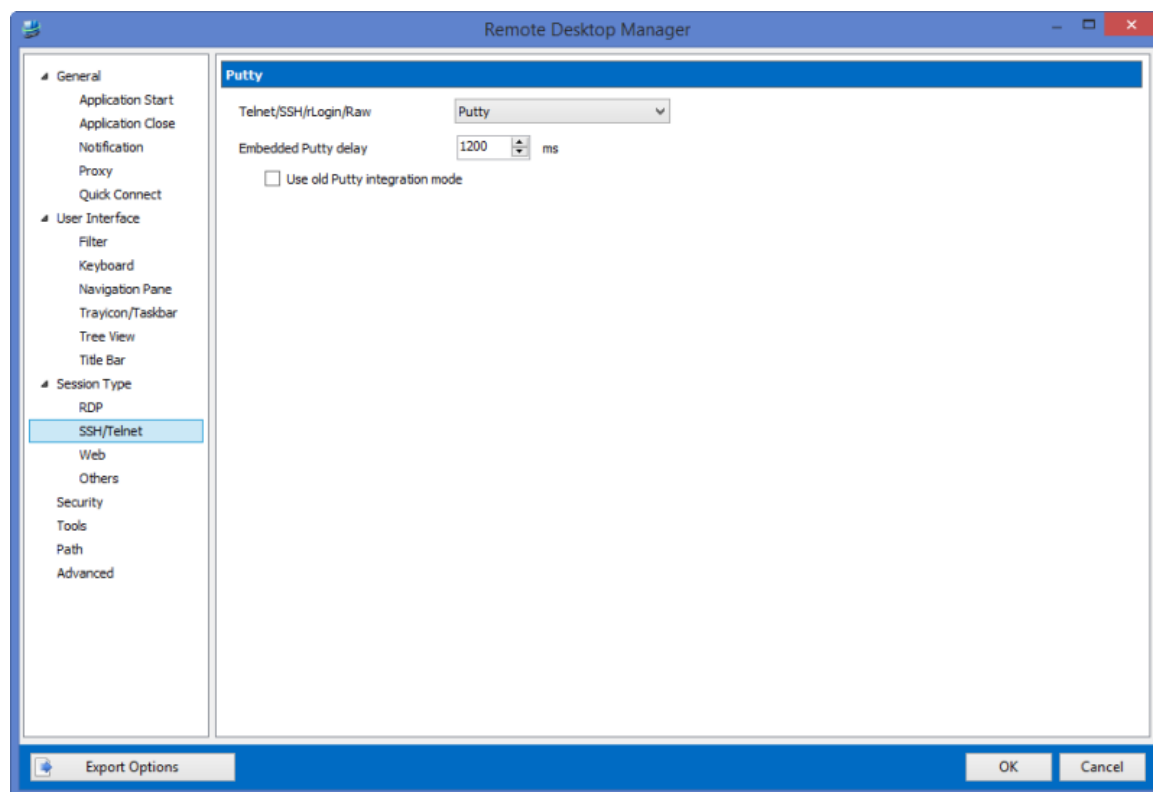 Remote Desktop Manager
General
Application Start
Application Close
Notification
Proxy
Quick Connect
User Interface
Filter
Keyboard
Navigation Pane
Trayicon/Taskbar
Tree View
Title Bar
Session Type
RDP
SSH/Telnet
Web
Others
Security
Tools
Path
Advanced
Putty
Telnet/SSH/rLogin/Raw Putty
Embedded Putty delay 1200 ms
Use old Putty integration mode
Export Options
OK Cancel